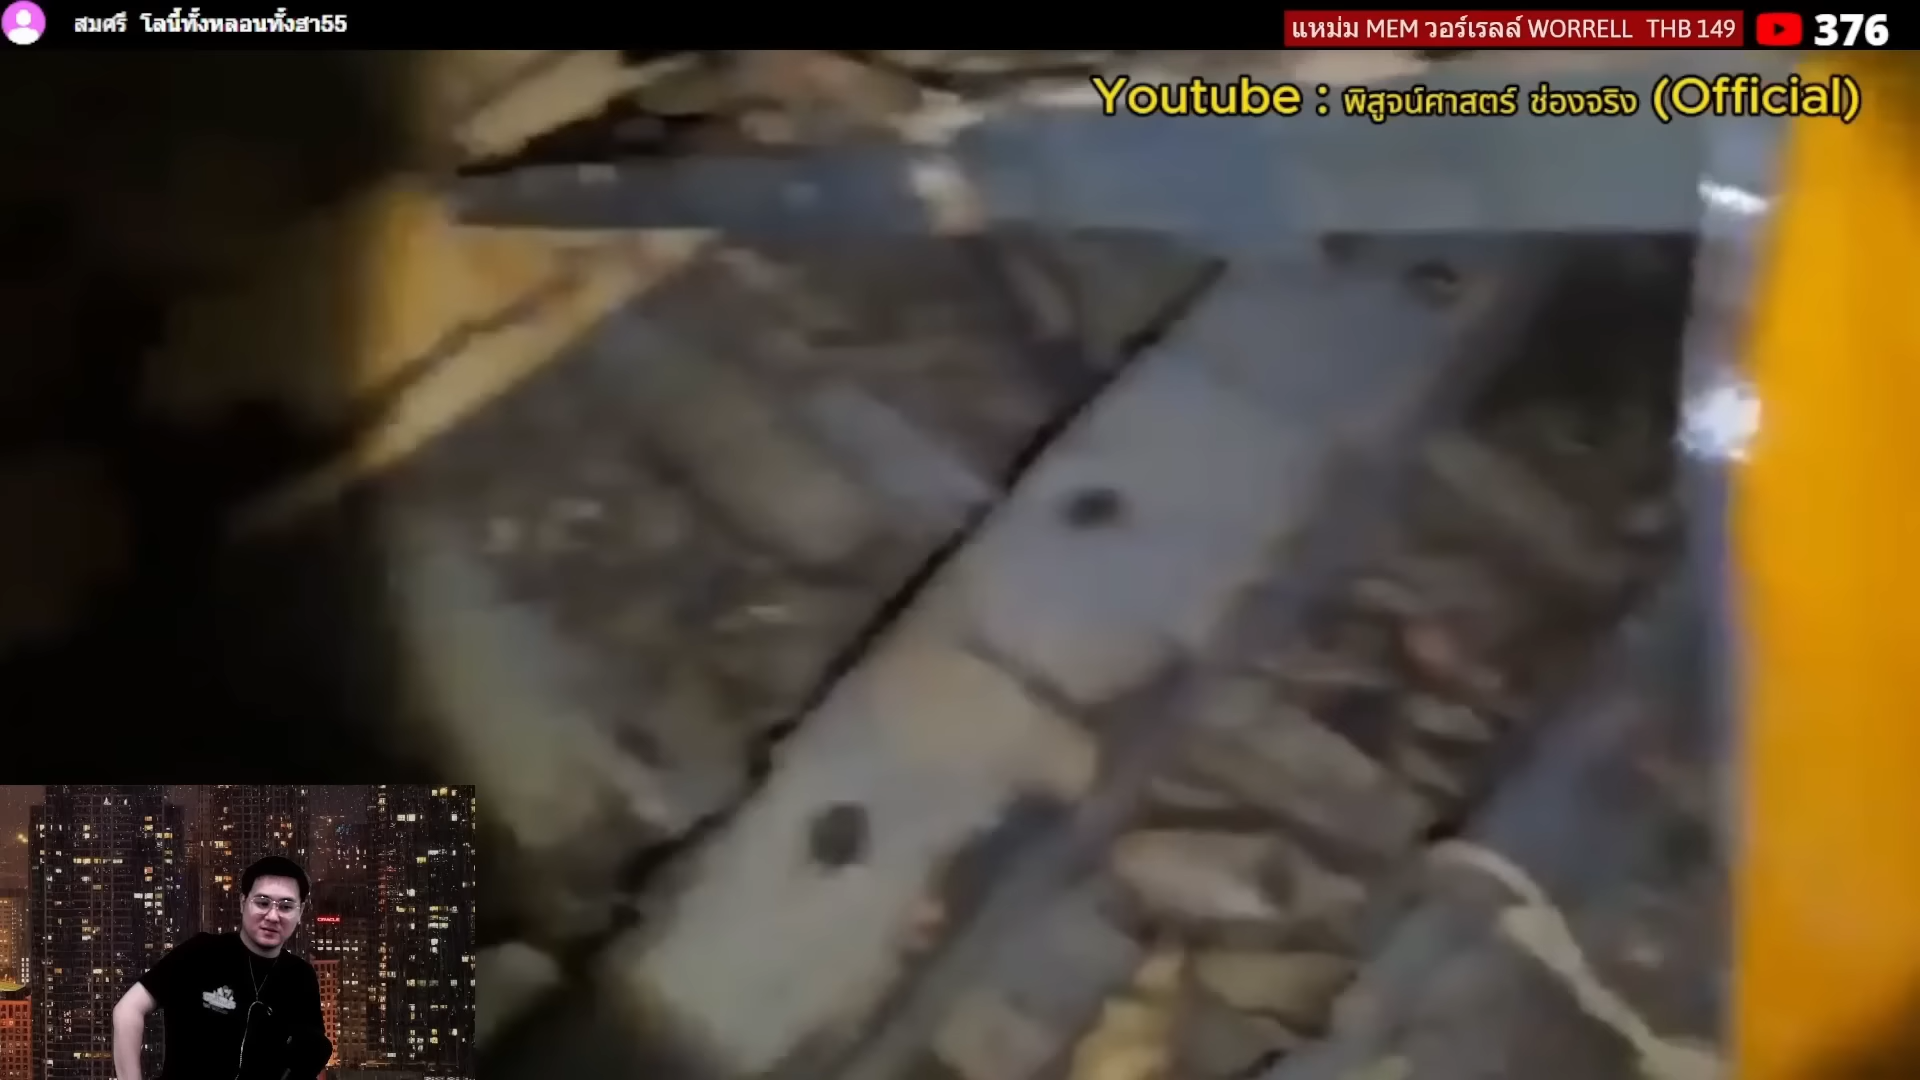 สมศรี โลนี้ทั้งหลอนทั้งฮา55
แหม่ม MEM วอร์เรลล์ WORRELL THB 149
376
Youtube : พิสูจน์ศาสตร์ ช่องจริง (Official)
ORACLE